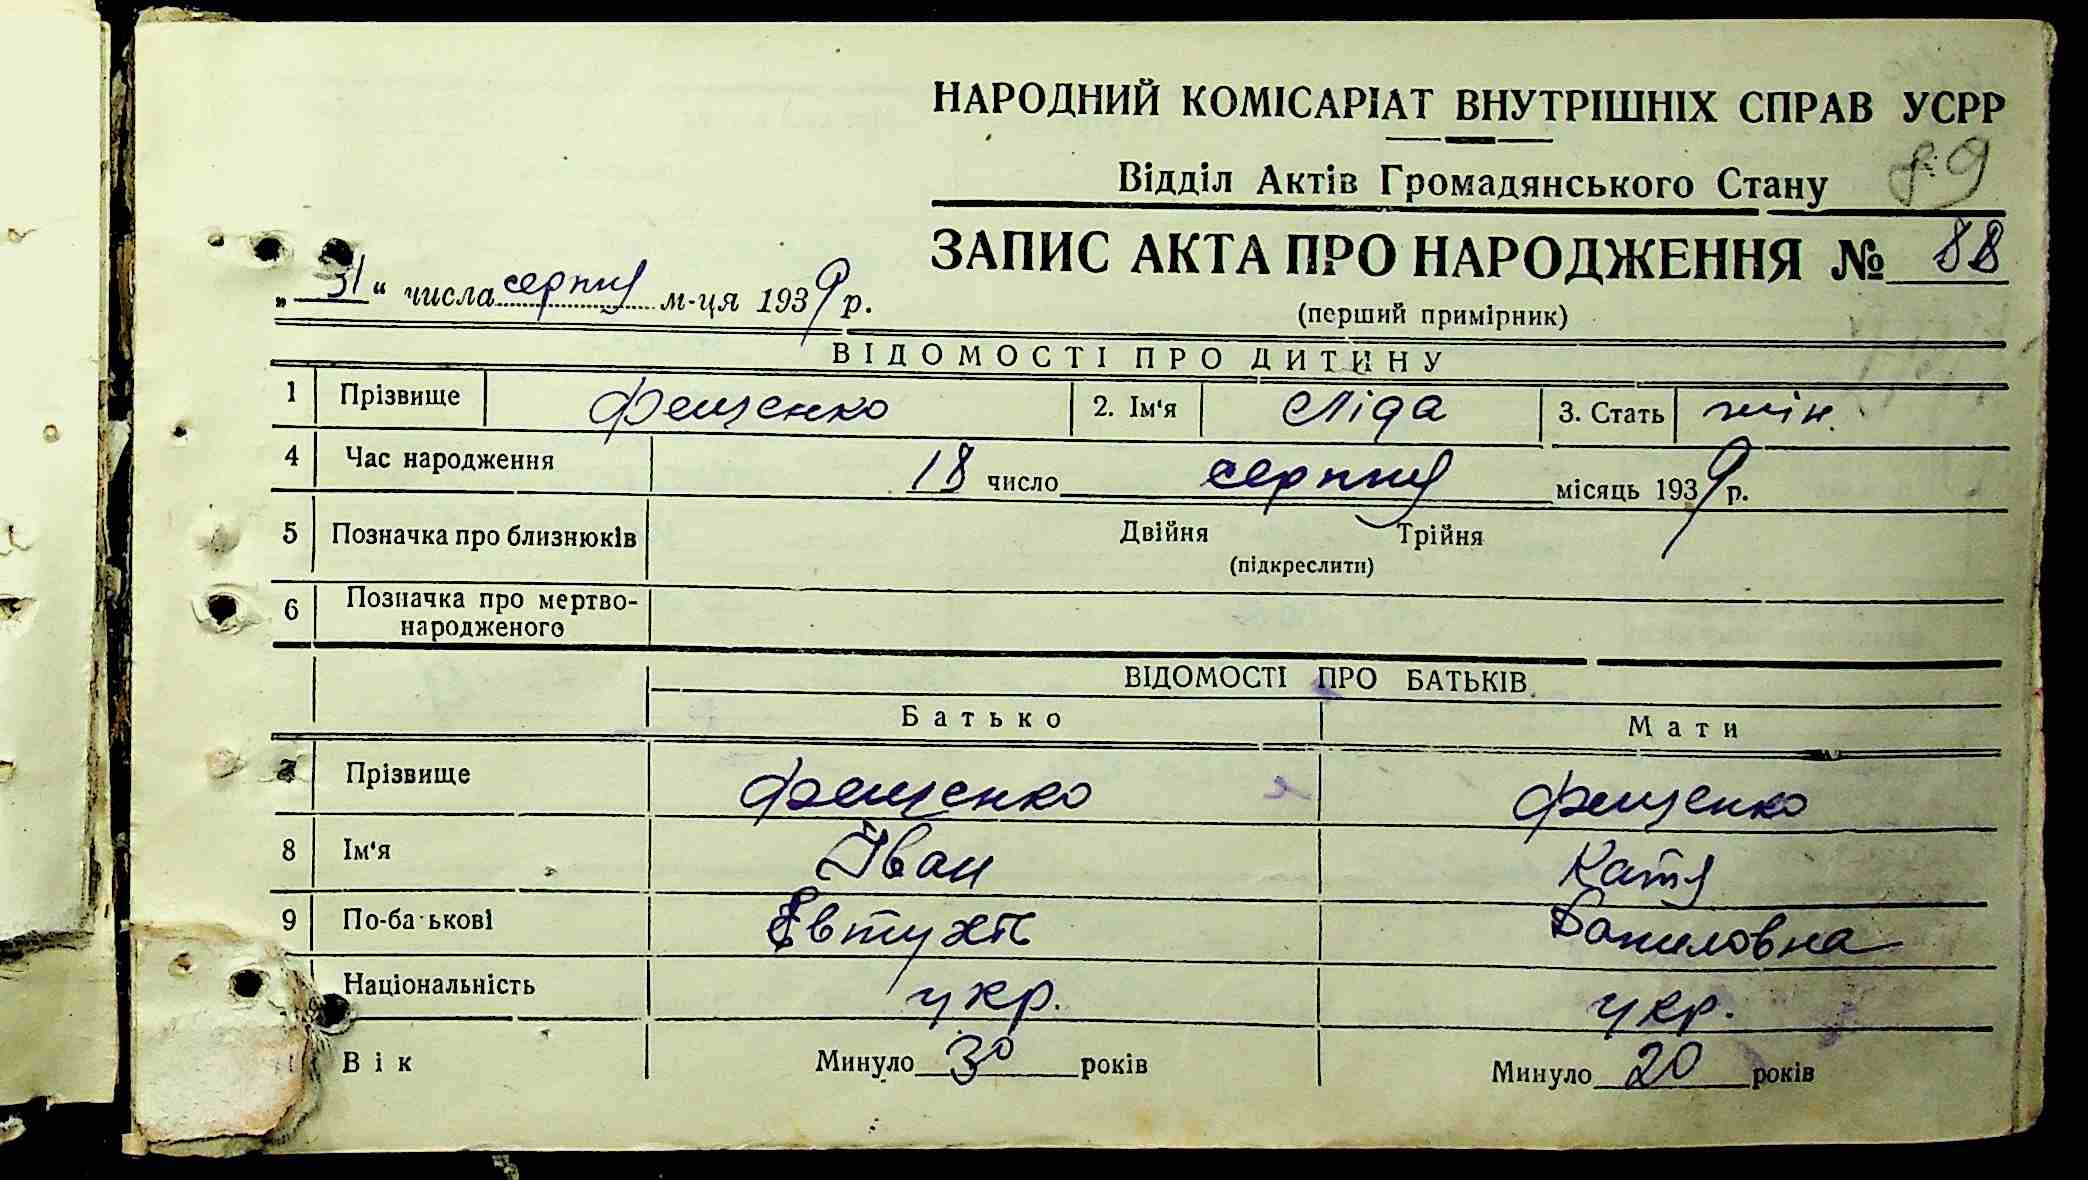 НАРОДНИЙ КОМІСАРІАТ ВНУТРІШНІХ СПРАВ УСРР
Відділ Актів Громадянського Стану
ЗАПИС АКТА ПРО НАРОДЖЕННЯ № 88
„31“ числа серпня м-ця 1939 р.
(перший примірник)
ВІДОМОСТІ ПРО ДИТИНУ
1 Прізвище Фещенко 2. Ім‘я Ліда 3. Стать жін.
4 Час народження 18 число серпня місяць 1939 р.
5 Позначка про близнюків Двійня Трійня
(підкреслити)
6 Позначка про мертво-
народженого
ВІДОМОСТІ ПРО БАТЬКІВ
Батько Мати
7 Прізвище Фещенко Фещенко
8 Ім‘я Іван Катя
9 По-ба ькові Евтух Даниловна
Національність укр. укр.
Вік Минуло 30 років Минуло 20 років